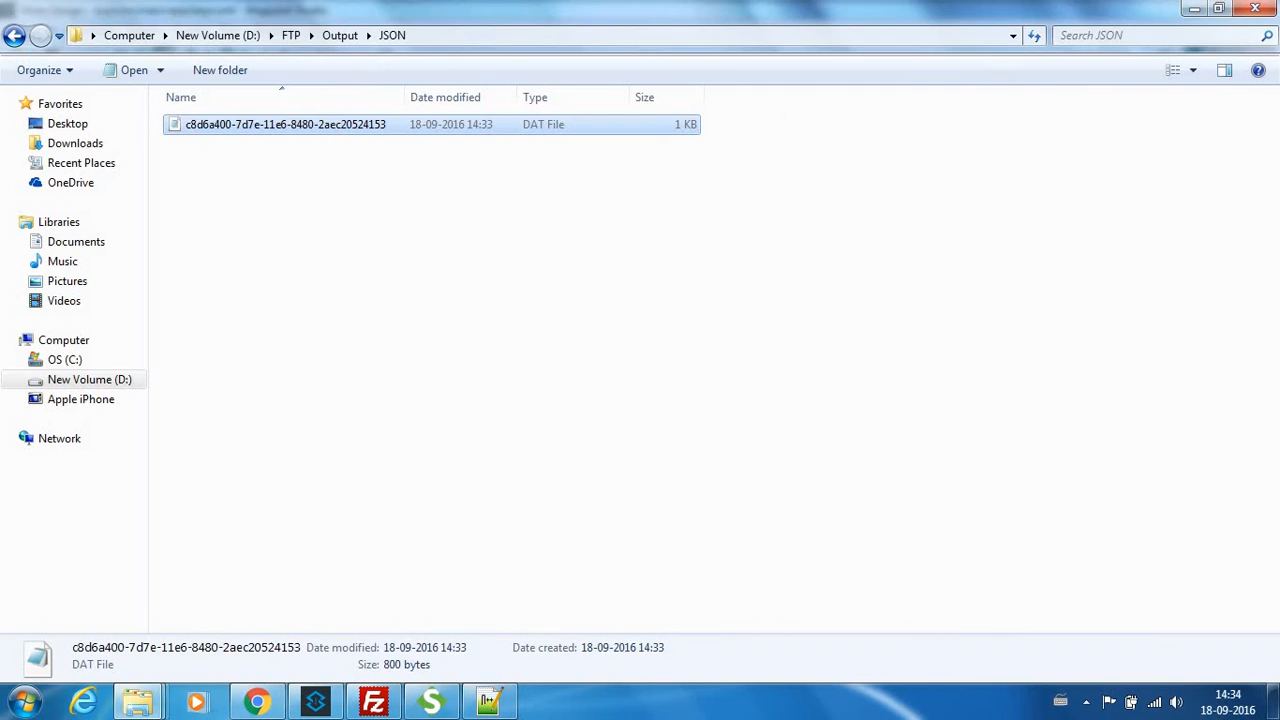 Computer New Volume (D:) FTP Output JSON
Search JSON
Organize Open New folder
Name Date modified Type Size
c8d6a400-7d7e-11e6-8480-2aec20524153 18-09-2016 14:33 DAT File 1 KB
Favorites
Desktop
Downloads
Recent Places
OneDrive
Libraries
Documents
Music
Pictures
Videos
Computer
OS (C:)
New Volume (D:)
Apple iPhone
Network
c8d6a400-7d7e-11e6-8480-2aec20524153 Date modified: 18-09-2016 14:33 Date created: 18-09-2016 14:33
DAT File Size: 800 bytes
14:34
18-09-2016